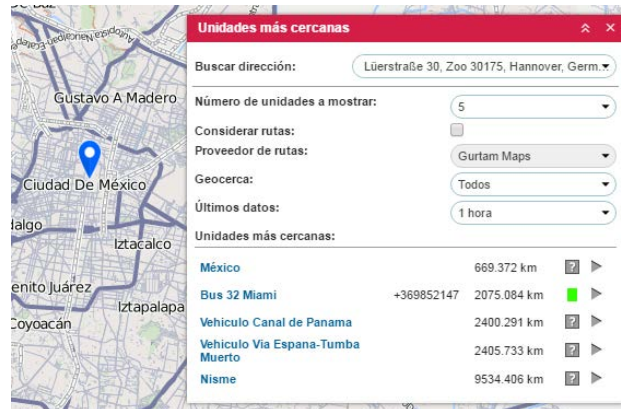 Unidades más cercanas
Buscar dirección: Lüerstraße 30, Zoo 30175, Hannover, Germ.
Número de unidades a mostrar: 5
Considerar rutas:
Proveedor de rutas: Gurtam Maps
Geocerca: Todos
Últimos datos: 1 hora
Unidades más cercanas:
México 669.372 km ?
Bus 32 Miami +369852147 2075.084 km
Vehiculo Canal de Panama 2400.291 km ?
Vehiculo Via Espana-Tumba
Muerto 2405.733 km ?
Nisme 9534.406 km ?
Gustavo A Madero
Ciudad De México
Iztacalco
enito Juárez
Iztapalapa
Coyoacán